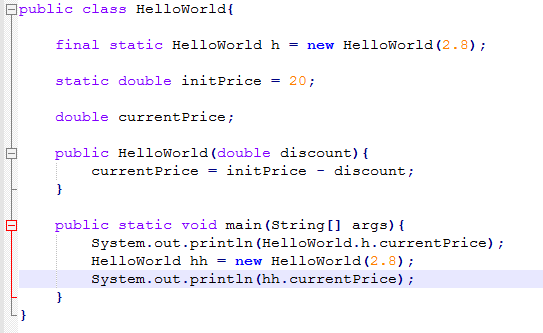 public class HelloWorld{
final static HelloWorld h = new HelloWorld(2.8);
static double initPrice = 20;
double currentPrice;
public HelloWorld(double discount){
currentPrice = initPrice - discount;
}
public static void main(String[] args){
System.out.println(HelloWorld.h.currentPrice);
HelloWorld hh = new HelloWorld(2.8);
System.out.println(hh.currentPrice);
}
}